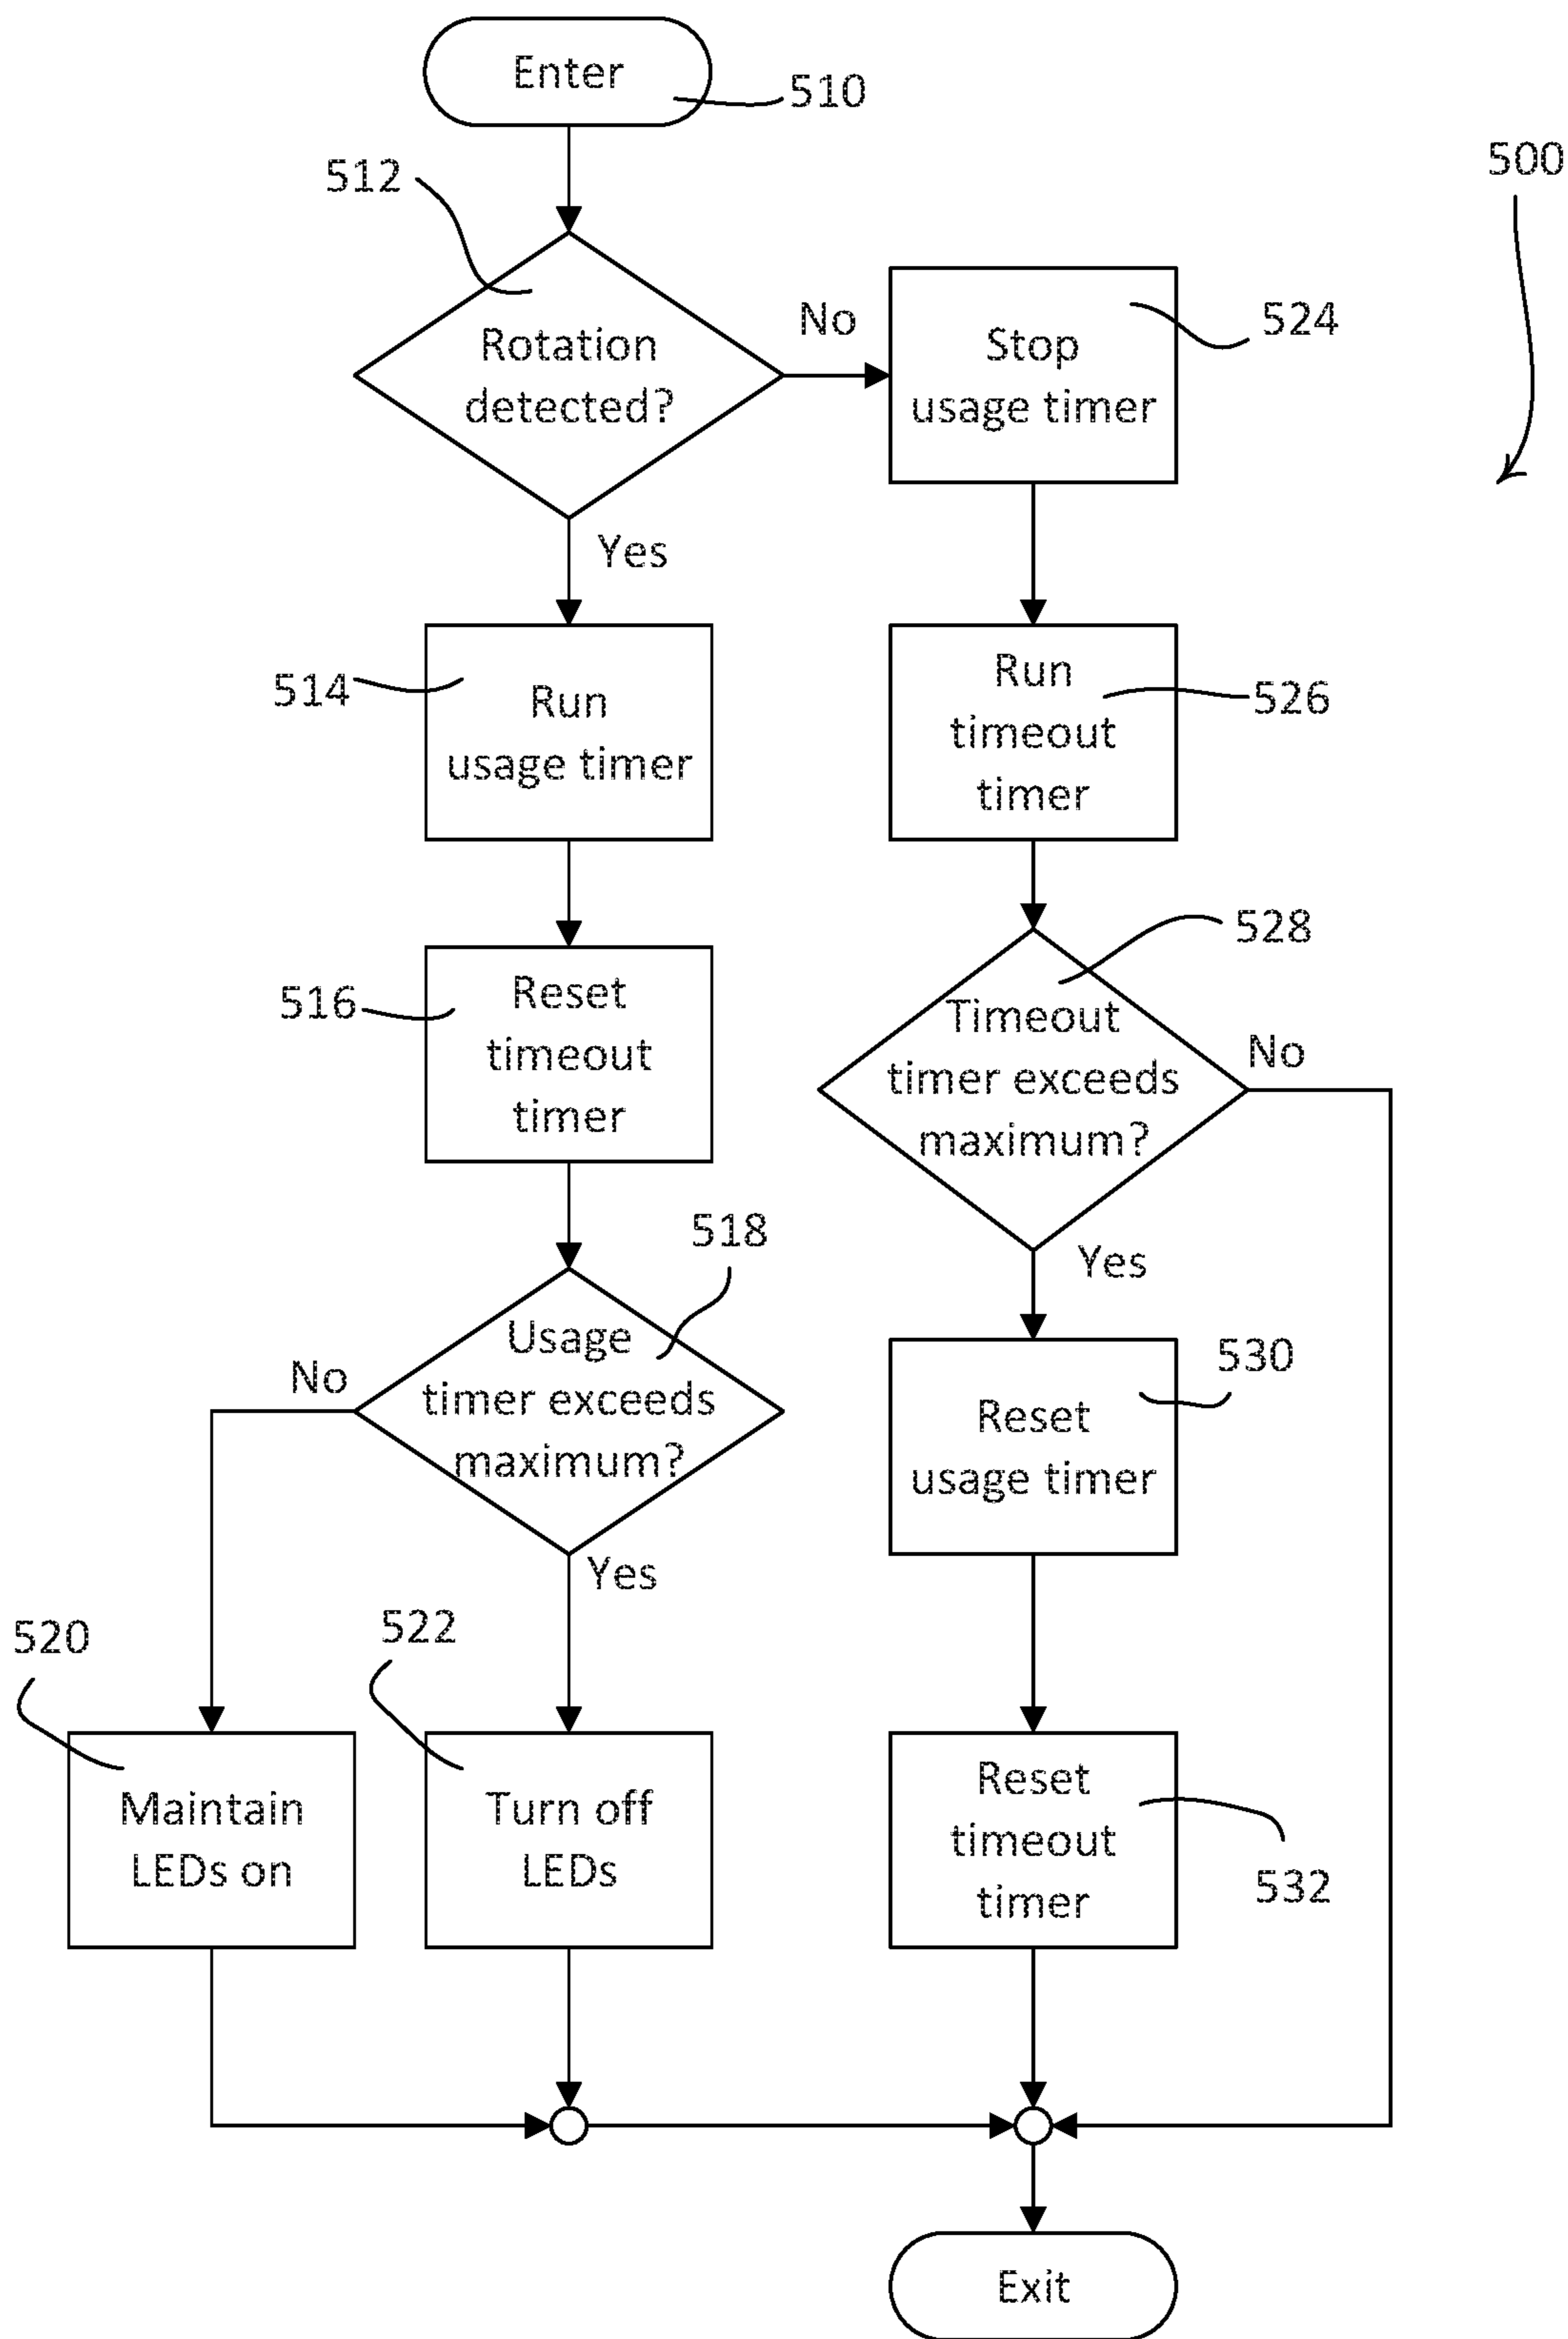 Enter
510
512
500
Rotation
detected?
No
Stop
usage timer
524
Yes
514
Run
usage timer
Run
timeout
timer
526
516
Reset
timeout
timer
528
Timeout
timer exceeds
maximum?
No
518
Usage
timer exceeds
maximum?
No
Yes
Yes
530
Reset
usage timer
520
522
Maintain
LEDs on
Turn off
LEDs
Reset
timeout
timer
532
Exit